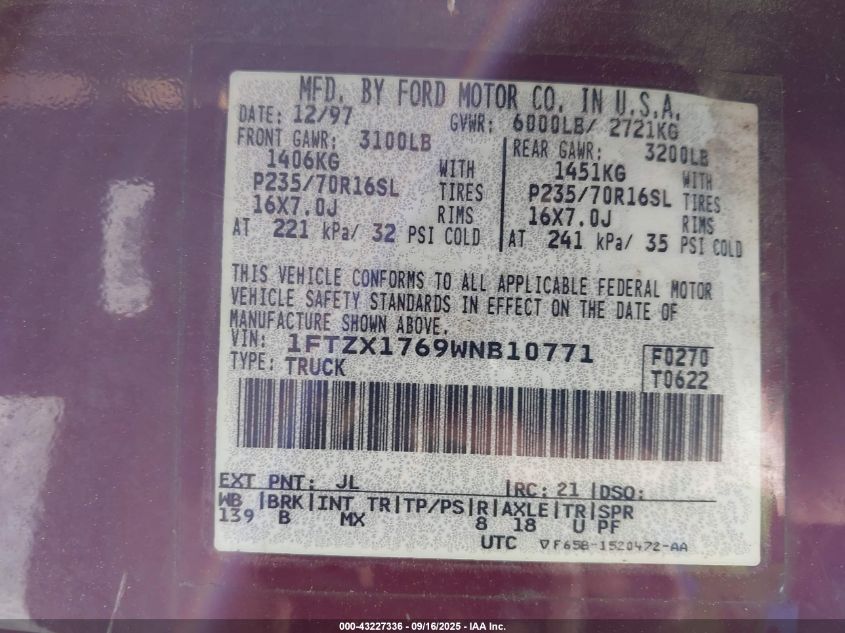 MFD. BY FORD MOTOR CO. IN U.S.A.
DATE: 12/97 GVWR: 6000LB/ 2721KG
FRONT GAWR: 3100LB
1406KG WITH
P235/70R16SL TIRES
16X7.0J RIMS
AT 221 kPa/ 32 PSI COLD
REAR GAWR: 3200LB
1451KG WITH
P235/70R16SL TIRES
16X7.0J RIMS
AT 241 kPa/ 35 PSI COLD
THIS VEHICLE CONFORMS TO ALL APPLICABLE FEDERAL MOTOR
VEHICLE SAFETY STANDARDS IN EFFECT ON THE DATE OF
MANUFACTURE SHOWN ABOVE.
VIN: 1FTZX1769WNB10771
TYPE: TRUCK
F0270
T0622
EXT PNT: JL RC: 21 DSO:
WB BRK INT TR TP/PS R AXLE TR SPR
139 B MX 8 18 U PF
UTC ▽F65B-1520472-AA
000-43227336 - 09/16/2025 - IAA Inc.